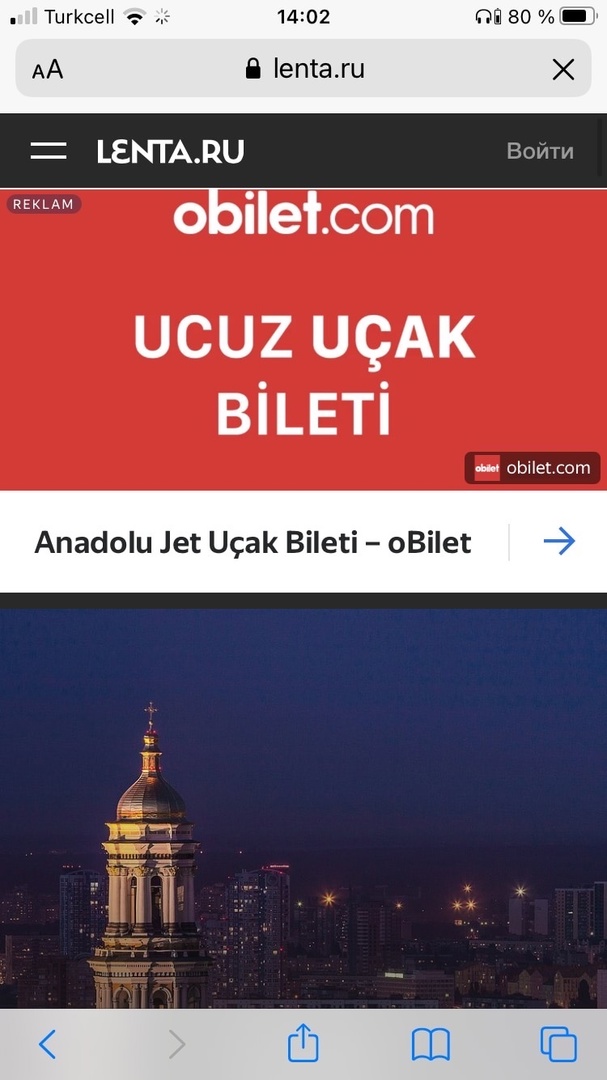 Turkcell 14:02 80 %
AA lenta.ru
LENTA.RU Войти
REKLAM
obilet.com
UCUZ UÇAK
BİLETİ
obilet obilet.com
Anadolu Jet Uçak Bileti – oBilet